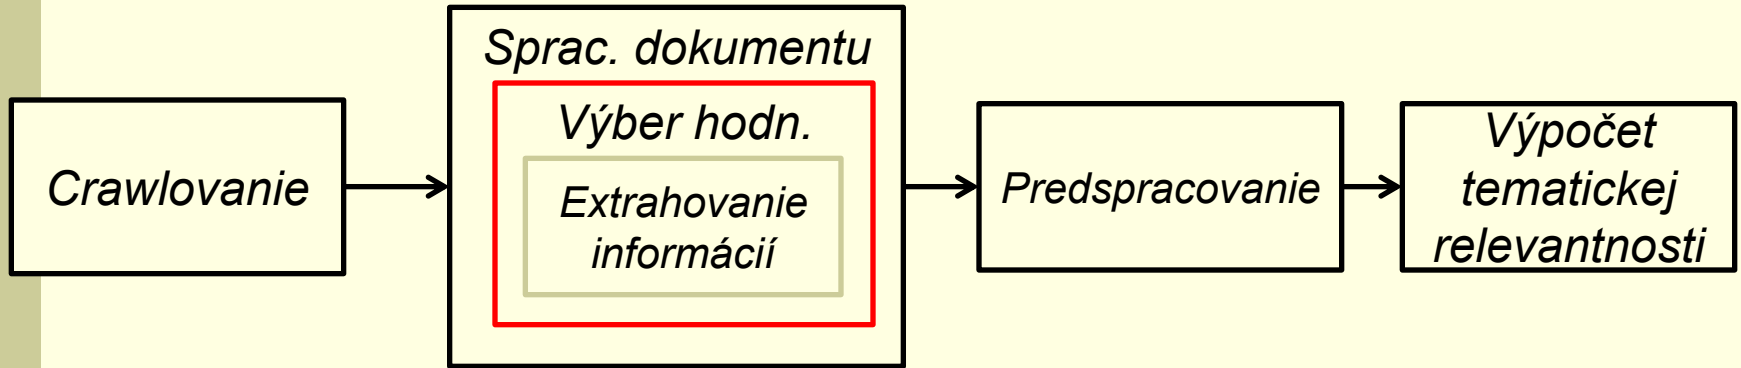 Crawlovanie
Sprac. dokumentu
Výber hodn.
Extrahovanie
informácií
Predspracovanie
Výpočet
tematickej
relevantnosti